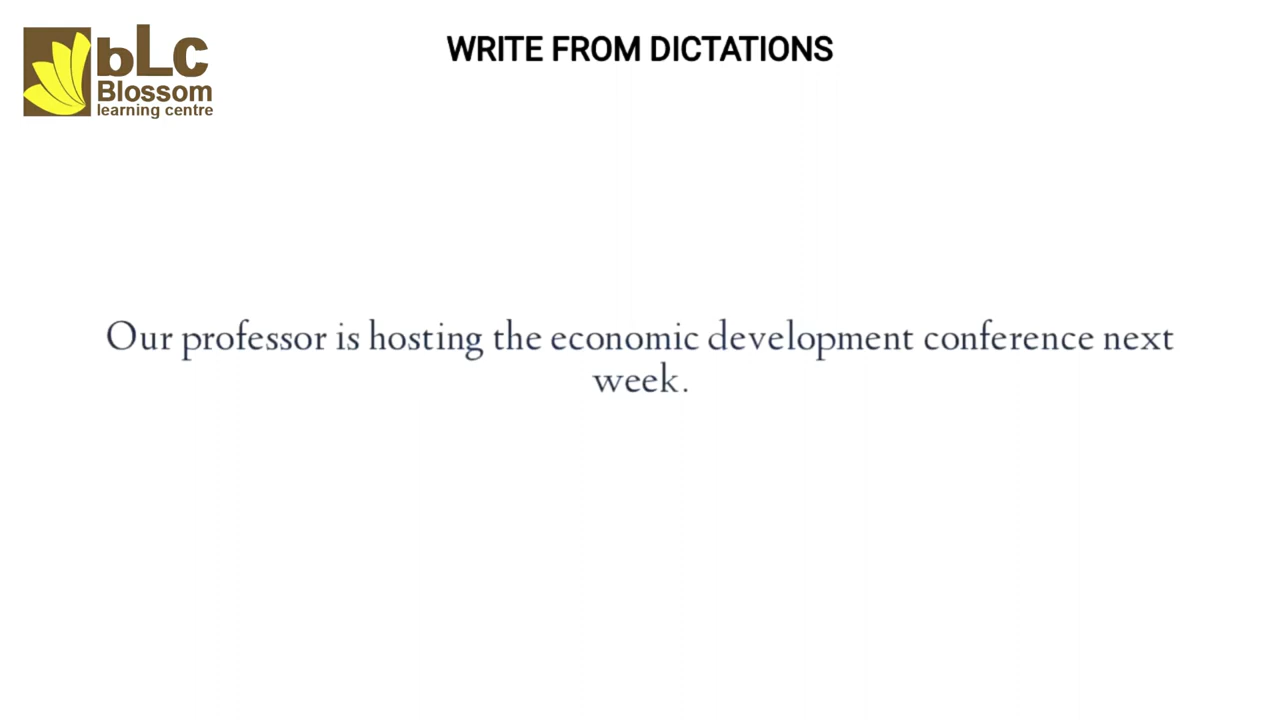 bLc
Blossom
learning centre
WRITE FROM DICTATIONS
Our professor is hosting the economic development conference next
week.